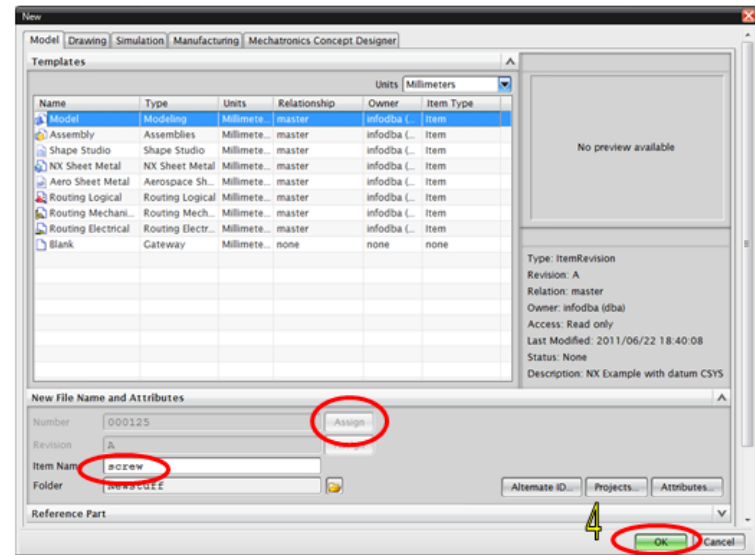 New
Model Drawing Simulation Manufacturing Mechatronics Concept Designer
Templates
Units Millimeters
Name Type Units Relationship Owner Item Type
Model Modeling Millimete... master infodba (... Item
Assembly Assemblies Millimete... master infodba (... Item
Shape Studio Shape Studio Millimete... master infodba (... Item
NX Sheet Metal NX Sheet Metal Millimete... master infodba (... Item
Aero Sheet Metal Aerospace Sh... Millimete... master infodba (... Item
Routing Logical Routing Logical Millimete... master infodba (... Item
Routing Mechani... Routing Mech... Millimete... master infodba (... Item
Routing Electrical Routing Electr... Millimete... master infodba (... Item
Blank Gateway Millimete... none none none
No preview available
Type: ItemRevision
Revision: A
Relation: master
Owner: infodba (dba)
Access: Read only
Last Modified: 2011/06/22 18:40:08
Status: None
Description: NX Example with datum CSYS
New File Name and Attributes
Number 000125 Assign
Revision A
Item Name screw
Folder Newstuff
Alternate ID... Projects... Attributes...
Reference Part
4
OK Cancel